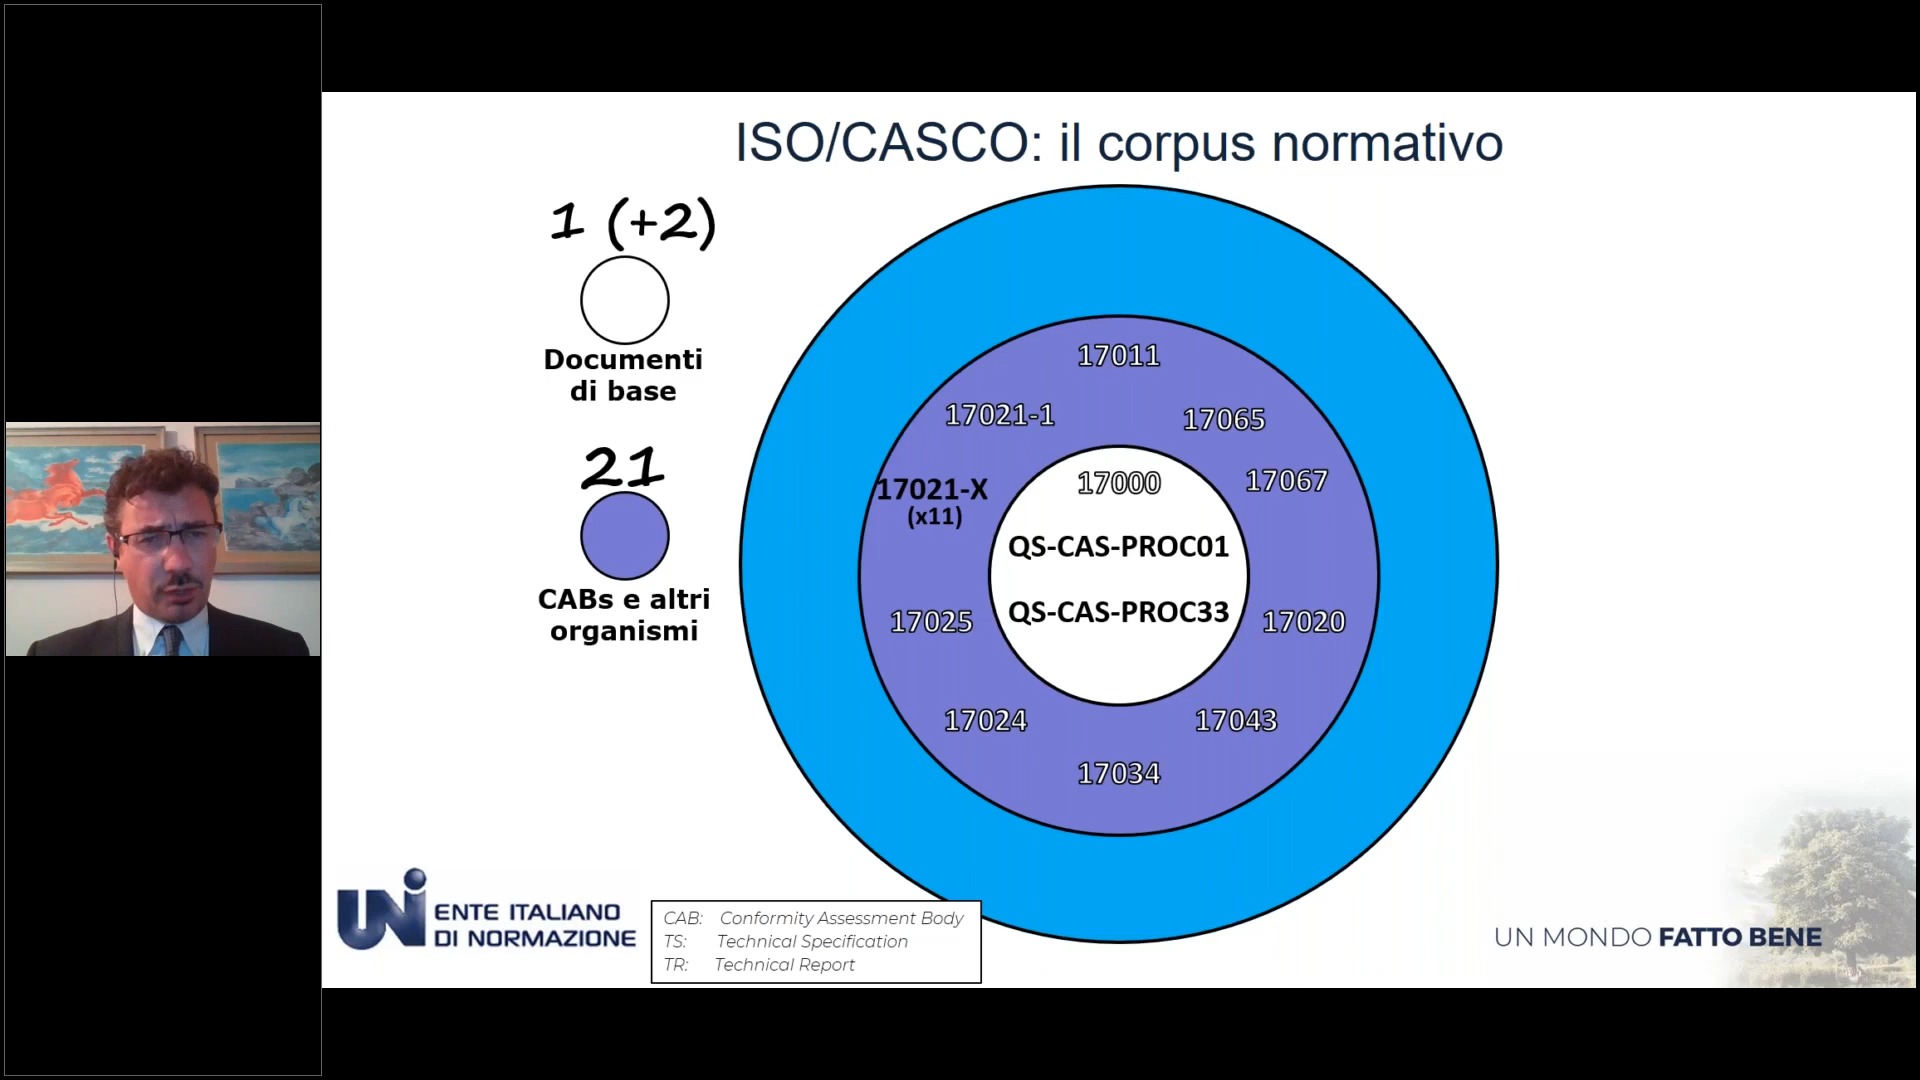 ISO/CASCO: il corpus normativo
1 (+2)
Documenti
di base
21
CABs e altri
organismi
17011
17021-1
17065
17021-X
(x11)
17000
17067
QS-CAS-PROC01
QS-CAS-PROC33
17025
17020
17024
17043
17034
UNi ENTE ITALIANO
DI NORMAZIONE
CAB: Conformity Assessment Body
TS: Technical Specification
TR: Technical Report
UN MONDO FATTO BENE